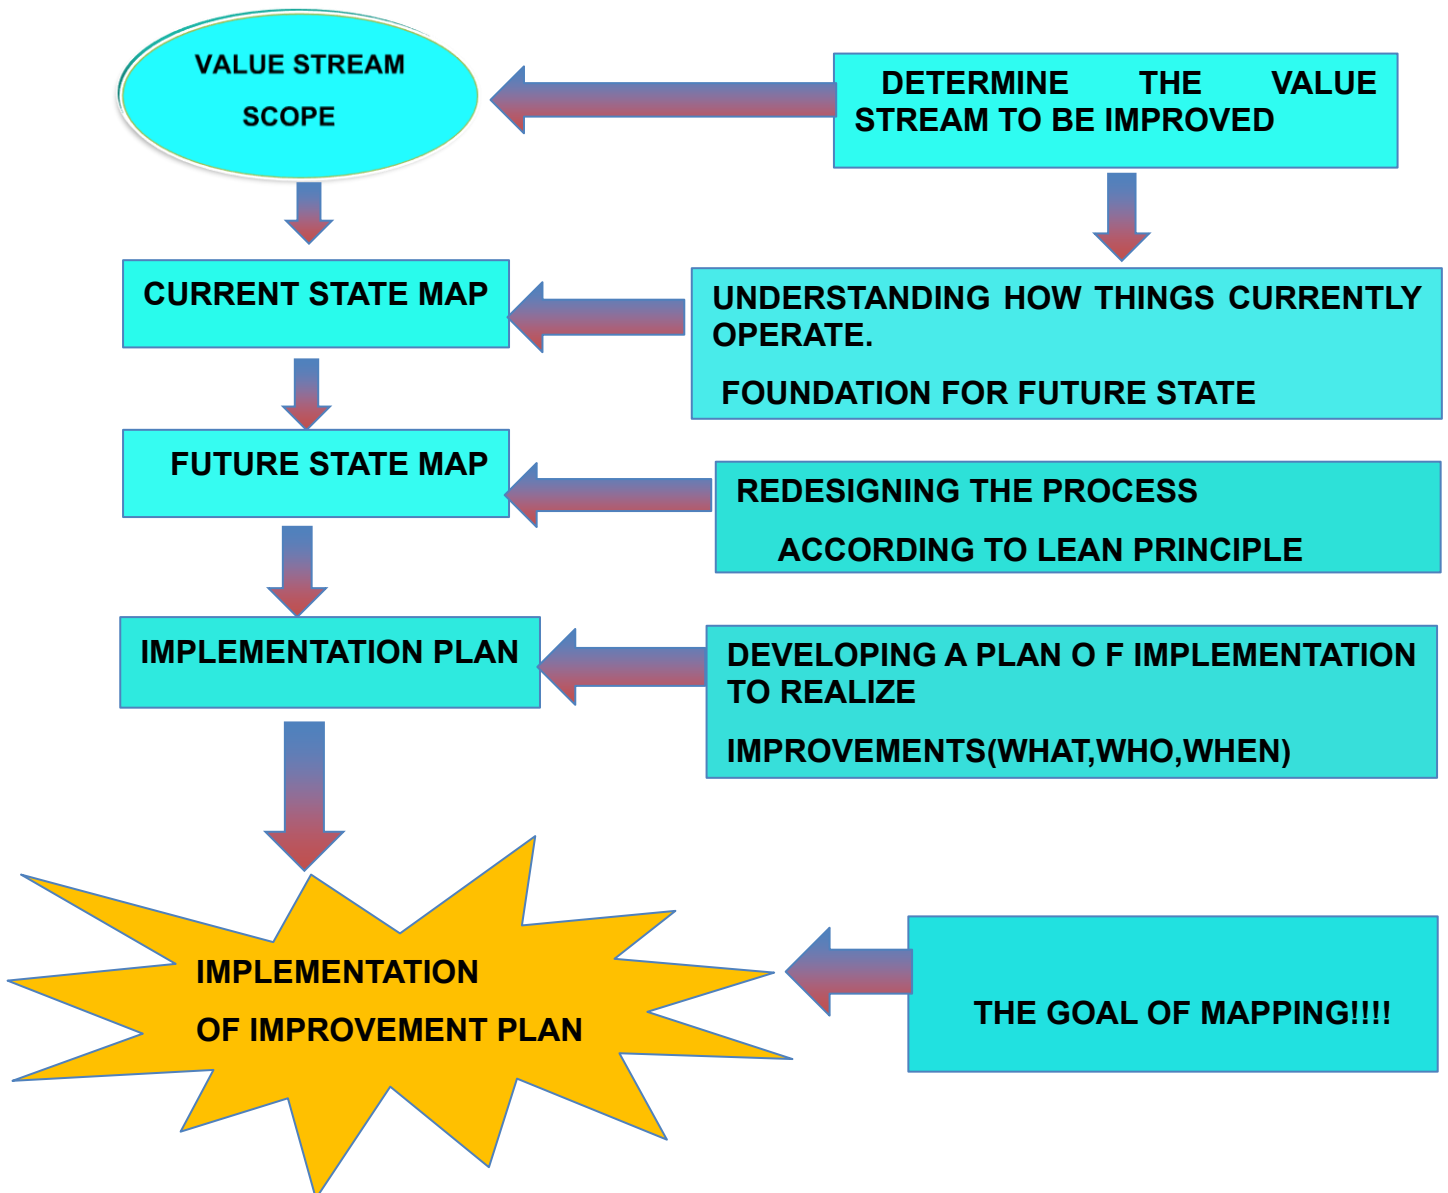 VALUE STREAM
SCOPE
DETERMINE THE VALUE
STREAM TO BE IMPROVED
CURRENT STATE MAP
UNDERSTANDING HOW THINGS CURRENTLY
OPERATE.
FOUNDATION FOR FUTURE STATE
FUTURE STATE MAP
REDESIGNING THE PROCESS
ACCORDING TO LEAN PRINCIPLE
IMPLEMENTATION PLAN
DEVELOPING A PLAN O F IMPLEMENTATION
TO REALIZE
IMPROVEMENTS(WHAT,WHO,WHEN)
IMPLEMENTATION
OF IMPROVEMENT PLAN
THE GOAL OF MAPPING!!!!